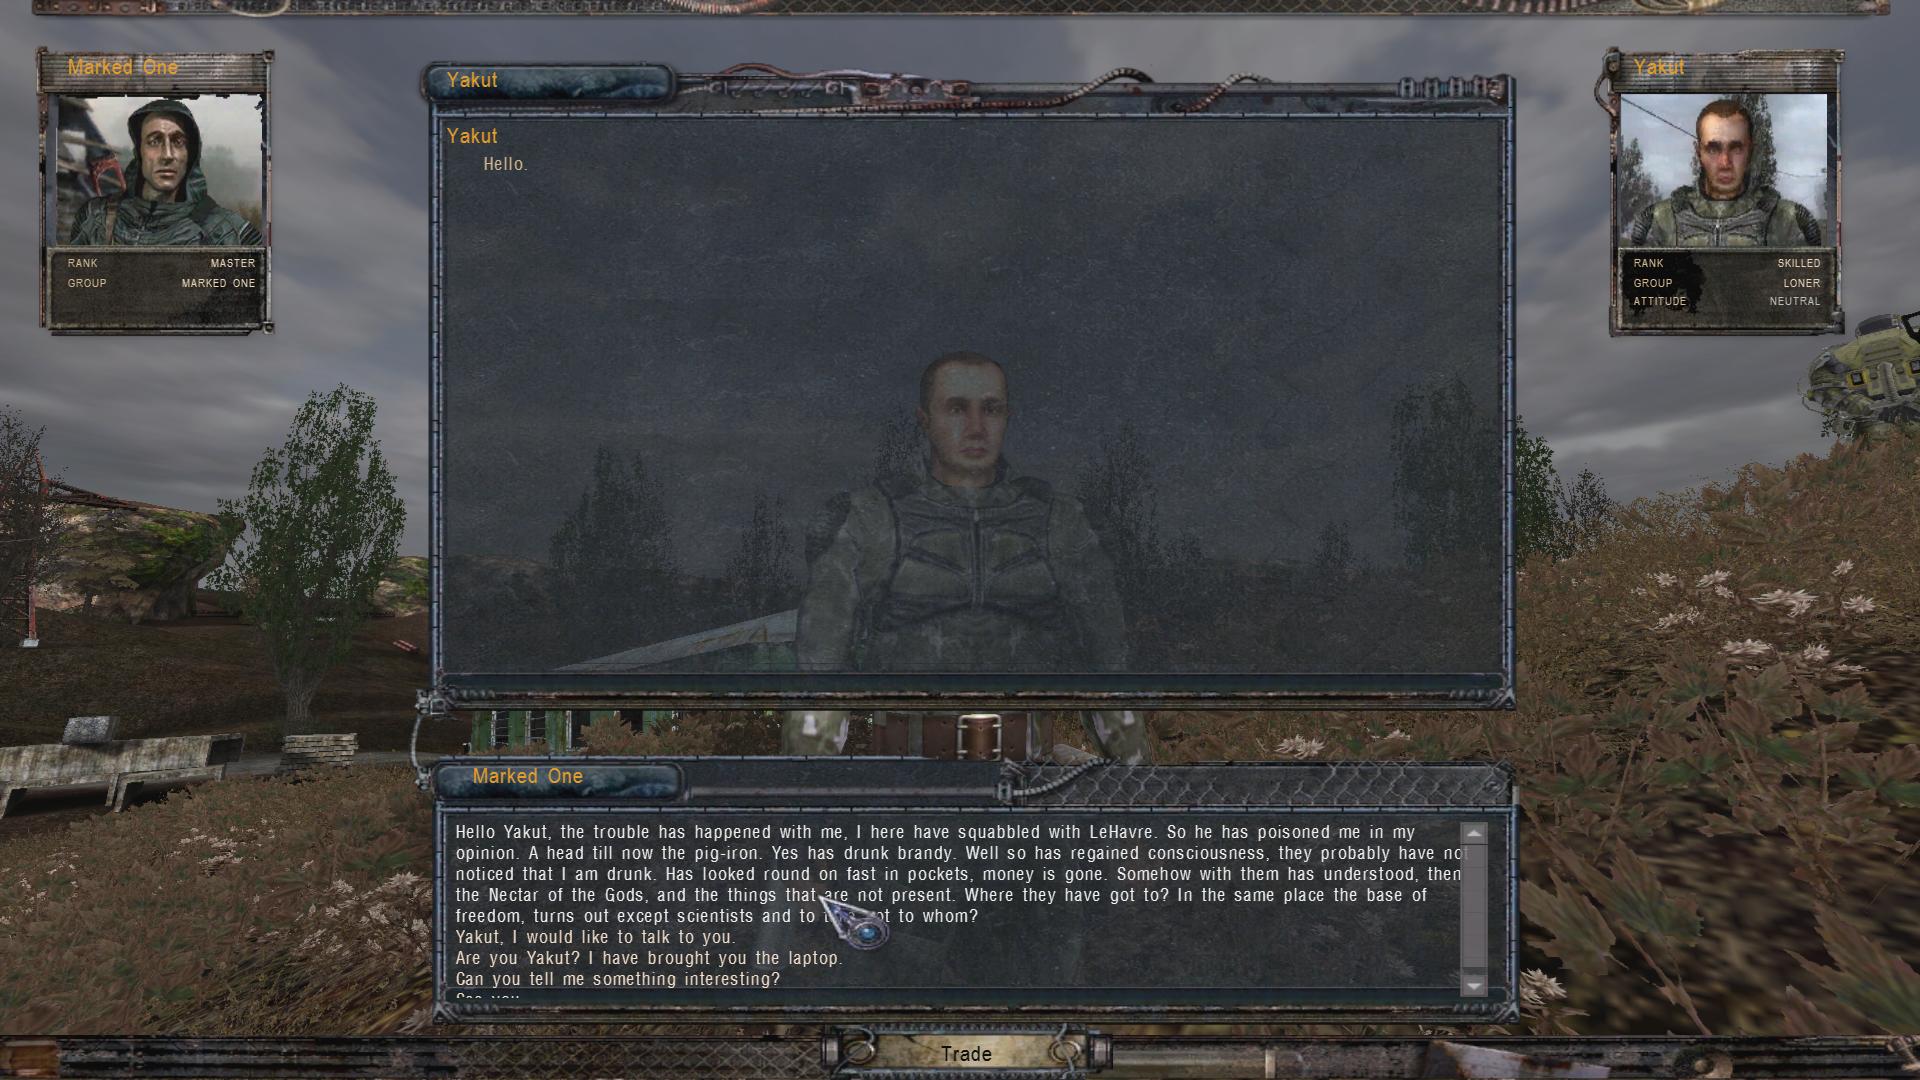 Marked One
Yakut
Yakut
Yakut
Hello.
RANK MASTER
GROUP MARKED ONE
RANK SKILLED
GROUP LONER
ATTITUDE NEUTRAL
Marked One
Hello Yakut, the trouble has happened with me, I here have squabbled with LeHavre. So he has poisoned me in my
opinion. A head till now the pig-iron. Yes has drunk brandy. Well so has regained consciousness, they probably have not
noticed that I am drunk. Has looked round on fast in pockets, money is gone. Somehow with them has understood, then
the Nectar of the Gods, and the things that are not present. Where they have got to? In the same place the base of
freedom, turns out except scientists and to to whom?
Yakut, I would like to talk to you.
Are you Yakut? I have brought you the laptop.
Can you tell me something interesting?
See you
Trade